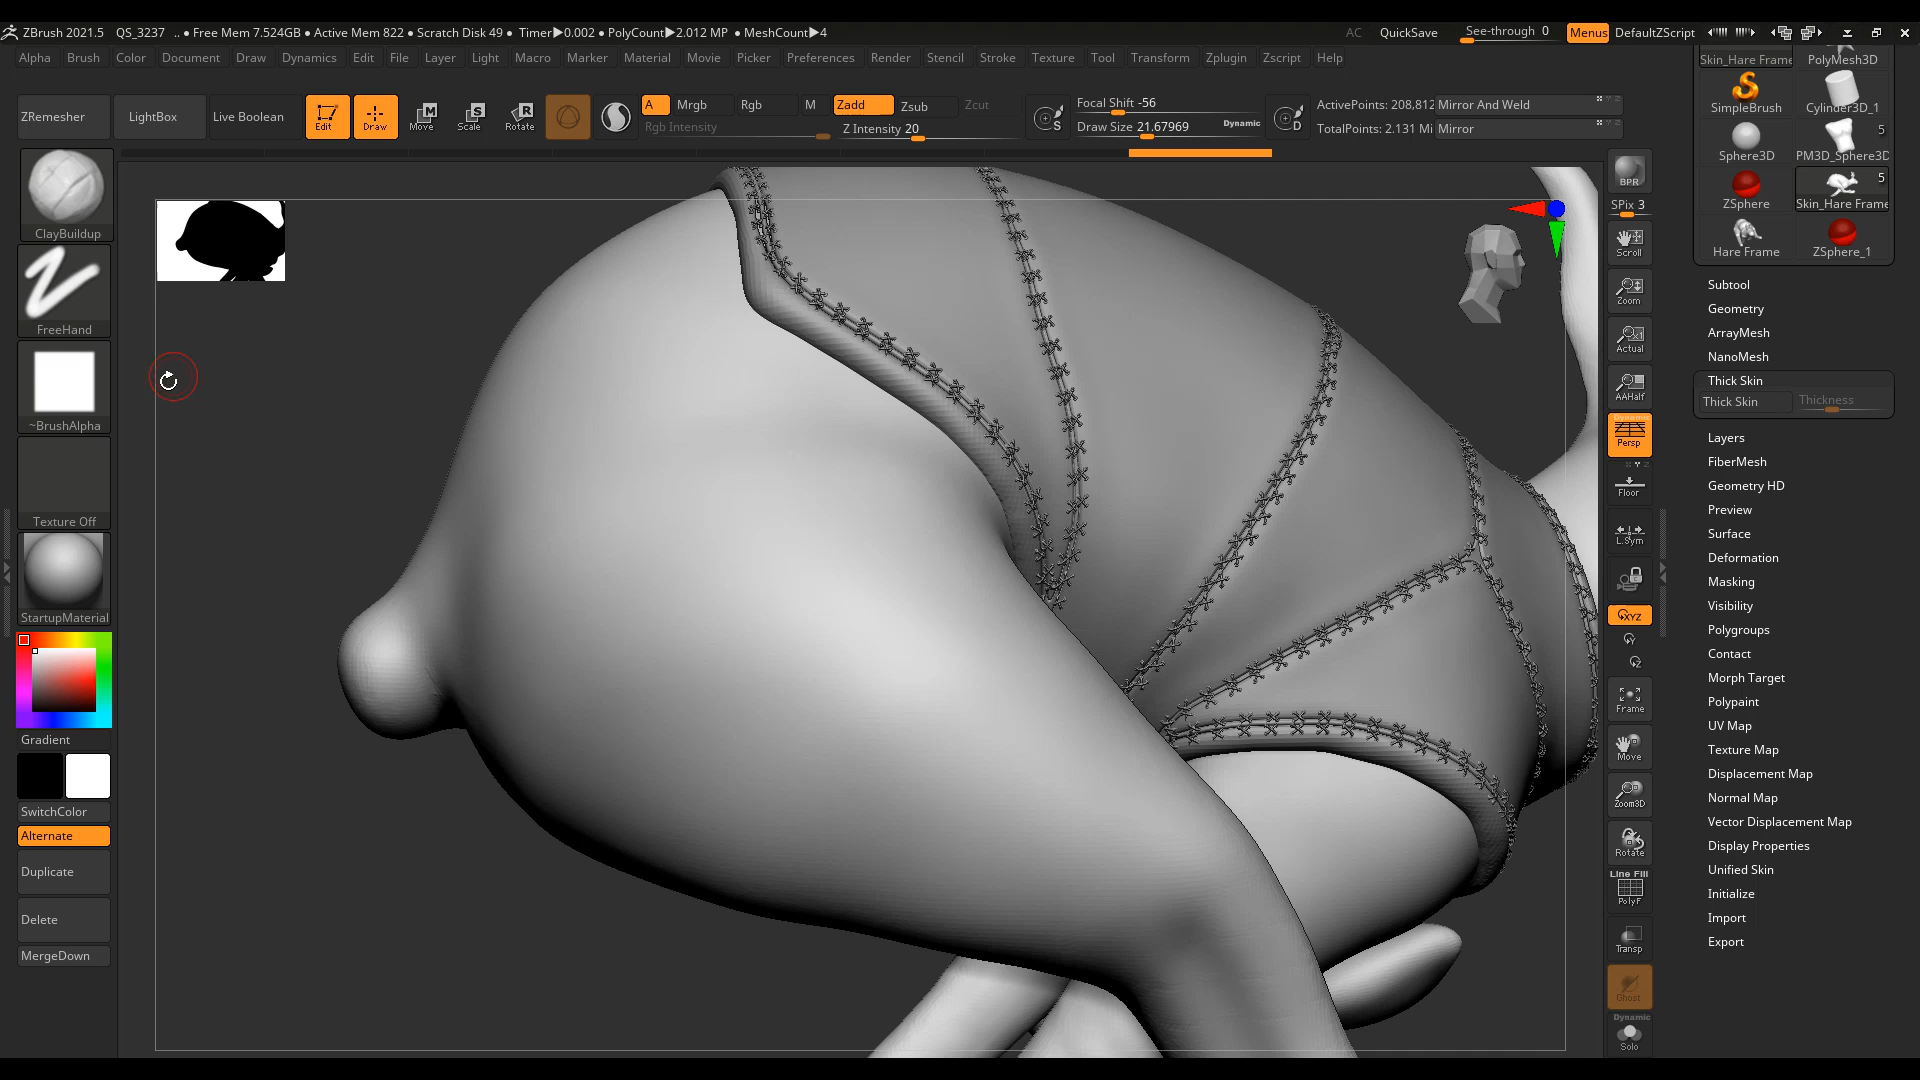 ZBrush 2021.5 QS_3237 .. ● Free Mem 7.524GB ● Active Mem 822 ● Scratch Disk 49 ● Timer▶0.002 ● PolyCount▶2.012 MP ● MeshCount▶4 AC QuickSave See-through 0 Menus DefaultZScript
Alpha Brush Color Document Draw Dynamics Edit File Layer Light Macro Marker Material Movie Picker Preferences Render Stencil Stroke Texture Tool Transform Zplugin Zscript Help
ZRemesher LightBox Live Boolean Edit Draw Move Scale Rotate
A Mrgb Rgb M Zadd Zsub Zcut
Rgb Intensity Z Intensity 20
S Focal Shift -56
Draw Size 21.67969 Dynamic
D ActivePoints: 208,812 Mirror And Weld
TotalPoints: 2.131 Mi Mirror
ClayBuildup
FreeHand
~BrushAlpha
Texture Off
StartupMaterial
Gradient
SwitchColor
Alternate
Duplicate
Delete
MergeDown
BPR
SPix 3
Scroll
Zoom
Actual
AAHalf
Dynamic
Persp
Floor
L.Sym
XYZ
Y
Z
Frame
Move
Zoom3D
Rotate
Line Fill
PolyF
Transp
Ghost
Dynamic
Solo
Skin_Hare Frame PolyMesh3D
SimpleBrush Cylinder3D_1
5
Sphere3D PM3D_Sphere3D
5
ZSphere Skin_Hare Frame
Hare Frame ZSphere_1
Subtool
Geometry
ArrayMesh
NanoMesh
Thick Skin
Thick Skin Thickness
Layers
FiberMesh
Geometry HD
Preview
Surface
Deformation
Masking
Visibility
Polygroups
Contact
Morph Target
Polypaint
UV Map
Texture Map
Displacement Map
Normal Map
Vector Displacement Map
Display Properties
Unified Skin
Initialize
Import
Export